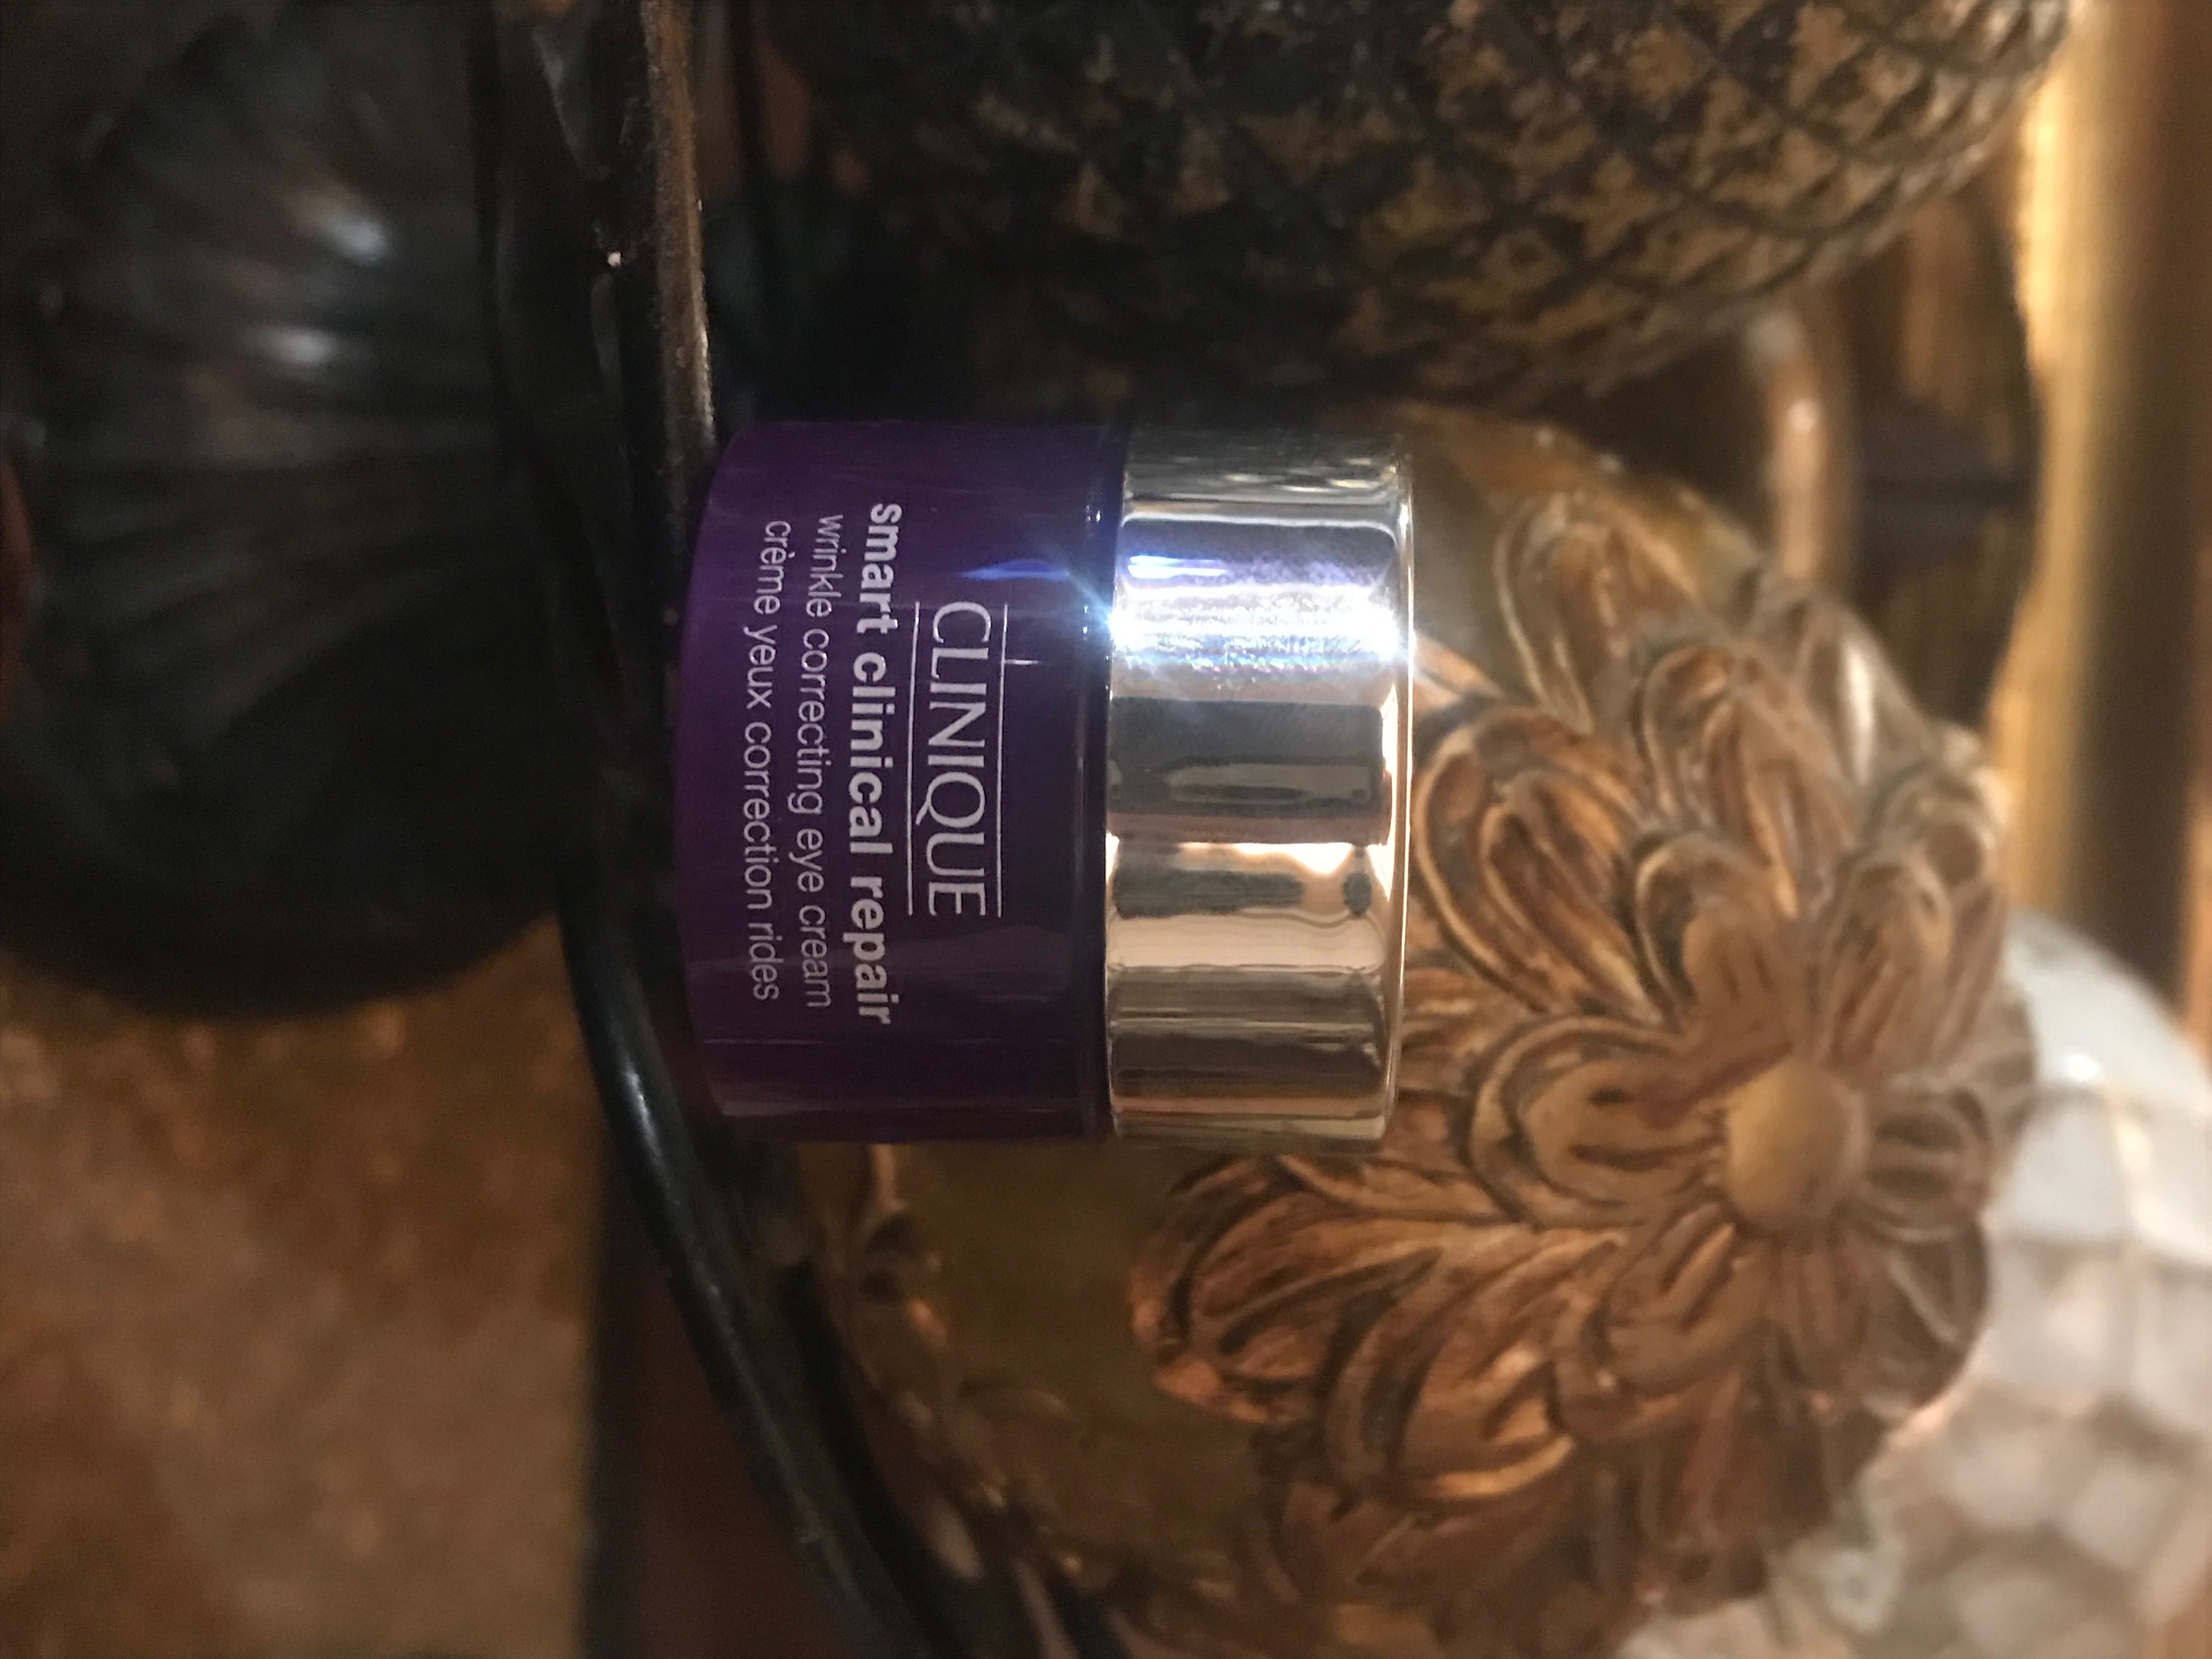 CLINIQUE
smart clinical repair
wrinkle correcting eye cream
crème yeux correction rides